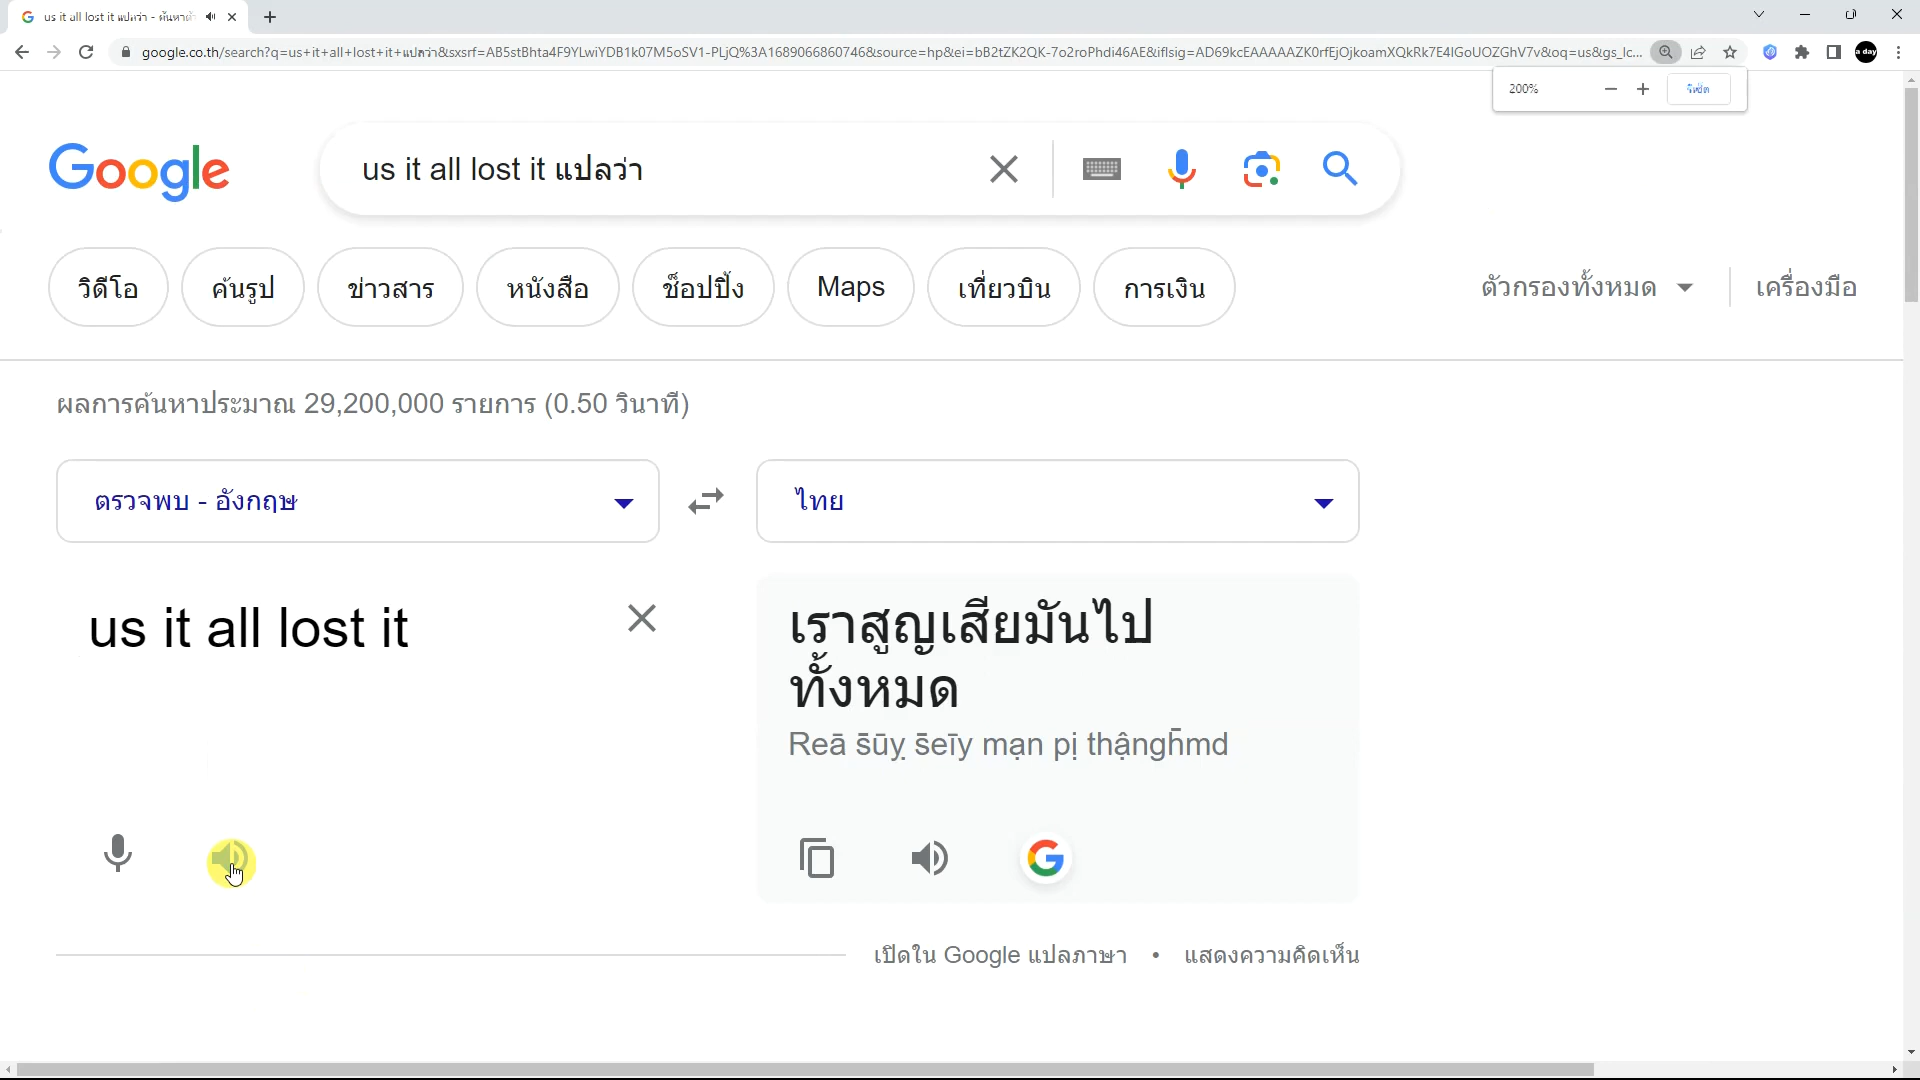 us it all lost it แปลว่า - ค้นหาด้
google.co.th/search?q=us+it+all+lost+it+แปลว่า&sxsrf=AB5stBhta4F9YLwiYDB1k07M5oSV1-PLjQ%3A1689066860746&source=hp&ei=bB2tZK2QK-7o2roPhdi46AE&iflsig=AD69kcEAAAAAZK0rfEjOjkoamXQkRk7E4lGoUOZGhV7v&oq=us&gs_lc...
a day
200%
รีเซ็ต
Google
us it all lost it แปลว่า
วิดีโอ
ค้นรูป
ข่าวสาร
หนังสือ
ช็อปปิ้ง
Maps
เที่ยวบิน
การเงิน
ตัวกรองทั้งหมด
เครื่องมือ
ผลการค้นหาประมาณ 29,200,000 รายการ (0.50 วินาที)
ตรวจพบ - อังกฤษ
ไทย
us it all lost it
เราสูญเสียมันไป
ทั้งหมด
Reā s̄ūỵ s̄eīy mạn pị thậngh̄md
เปิดใน Google แปลภาษา • แสดงความคิดเห็น